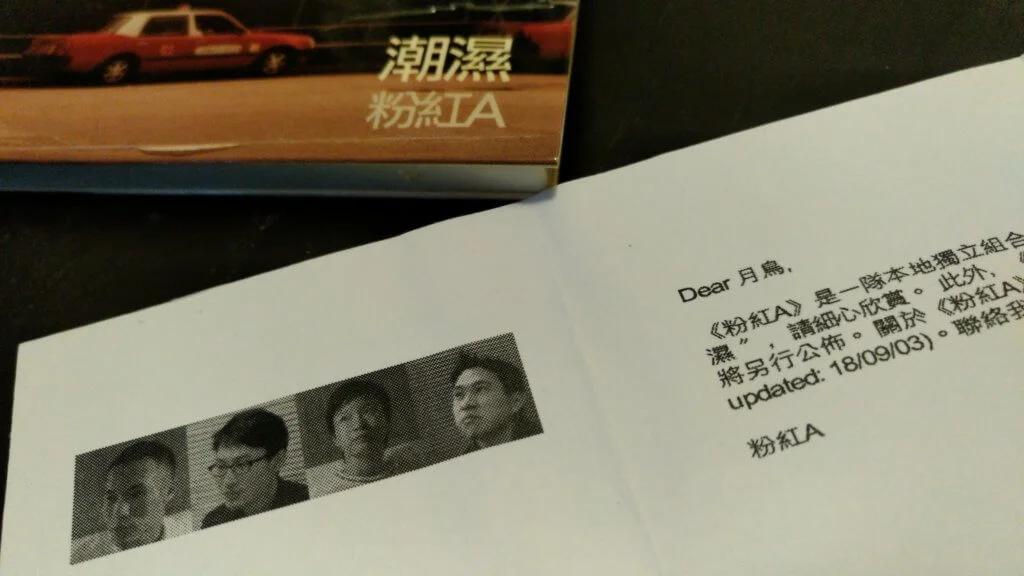 潮濕
粉紅A
Dear 月鳥,
《粉紅A》是一隊本地獨立組合
濕”, 請細心欣賞。此外,《
將另行公佈。關於《粉紅A》
updated: 18/09/03)。聯絡我
粉紅A